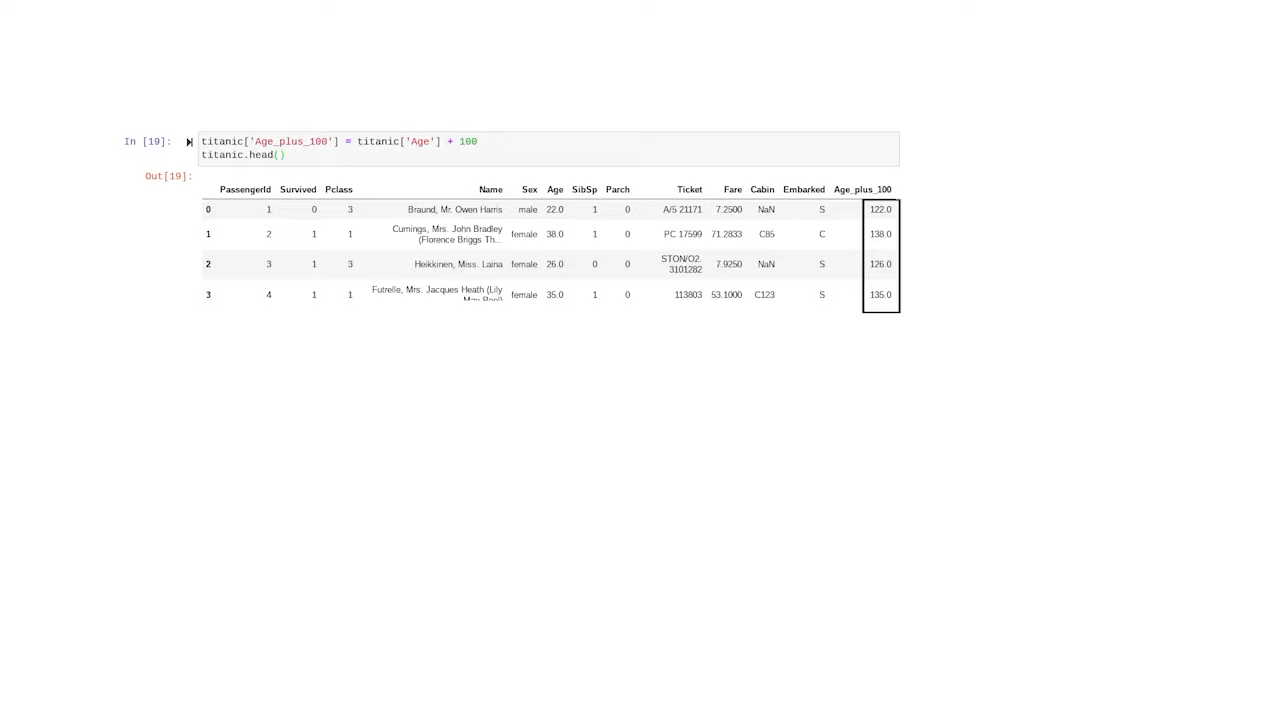 In [19]: titanic['Age_plus_100'] = titanic['Age'] + 100
titanic.head()
Out[19]:
PassengerId Survived Pclass Name Sex Age SibSp Parch Ticket Fare Cabin Embarked Age_plus_100
0 1 0 3 Braund, Mr. Owen Harris male 22.0 1 0 A/5 21171 7.2500 NaN S 122.0
1 2 1 1 Cumings, Mrs. John Bradley (Florence Briggs Th... female 38.0 1 0 PC 17599 71.2833 C85 C 138.0
2 3 1 3 Heikkinen, Miss. Laina female 26.0 0 0 STON/O2. 3101282 7.9250 NaN S 126.0
3 4 1 1 Futrelle, Mrs. Jacques Heath (Lily May Peel) female 35.0 1 0 113803 53.1000 C123 S 135.0